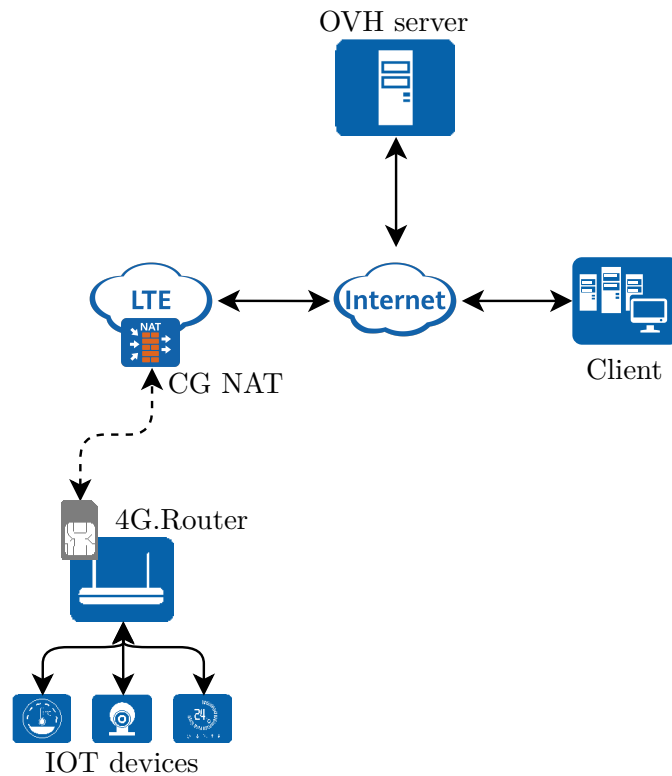 OVH server
LTE
Internet
NAT
CG NAT
Client
4G.Router
°C
24
IOT devices